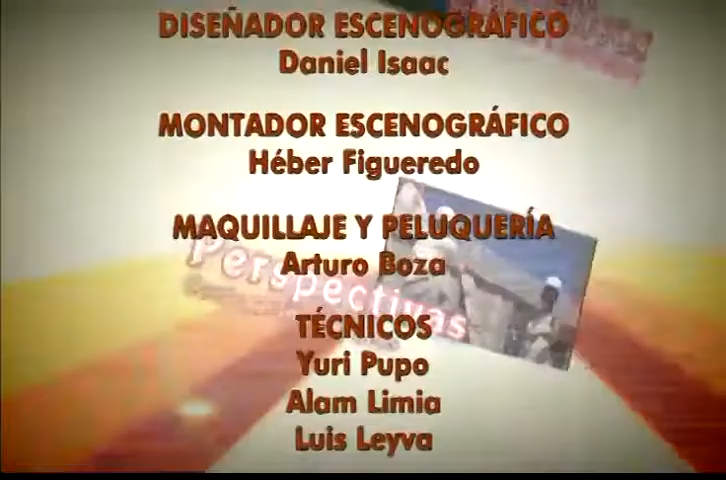 DISEÑADOR ESCENOGRÁFICO
Daniel Isaac
MONTADOR ESCENOGRÁFICO
Héber Figueredo
MAQUILLAJE Y PELUQUERÍA
Arturo Boza
Perspectivas
TÉCNICOS
Yuri Pupo
Alam Limia
Luis Leyva